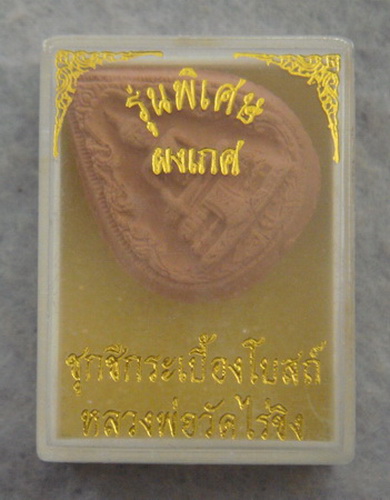 รุ่นพิเศษ
ผงเกศ
ชุกชีกระเบื้องโบสถ์
หลวงพ่อวัดไร่ขิง